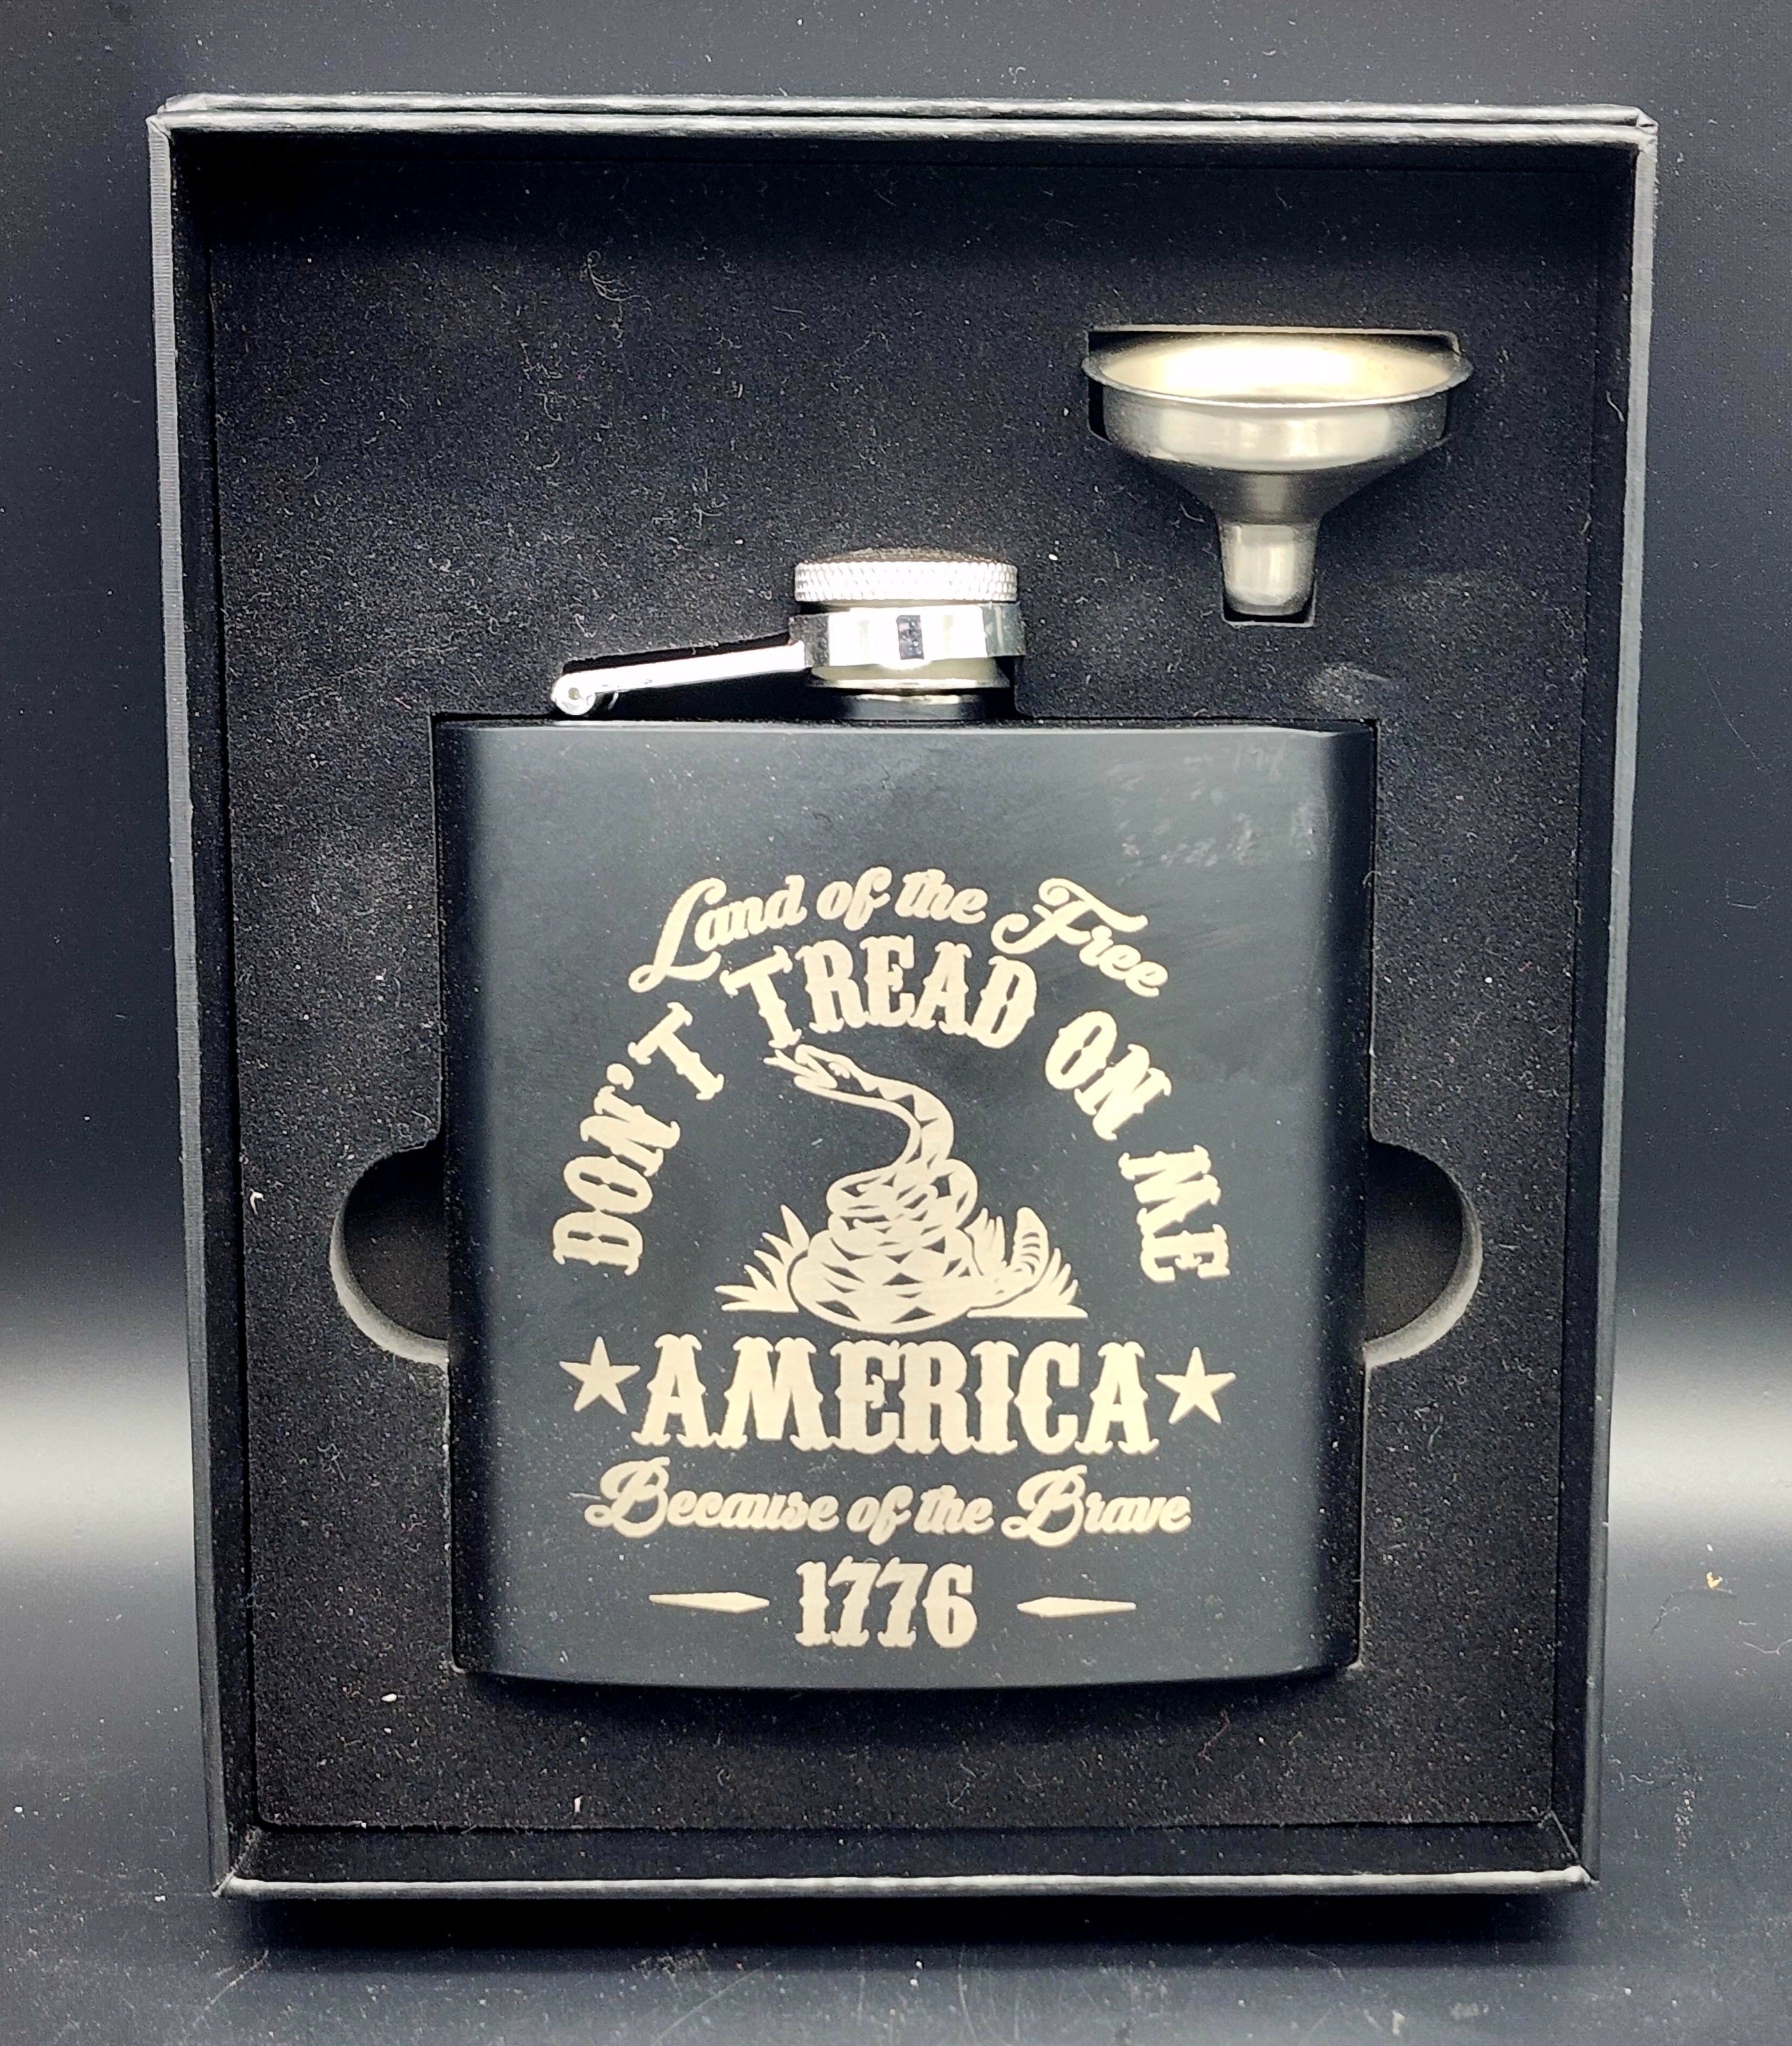 Land of the Free
DON'T TREAD ON ME
AMERICA
Because of the Brave
1776